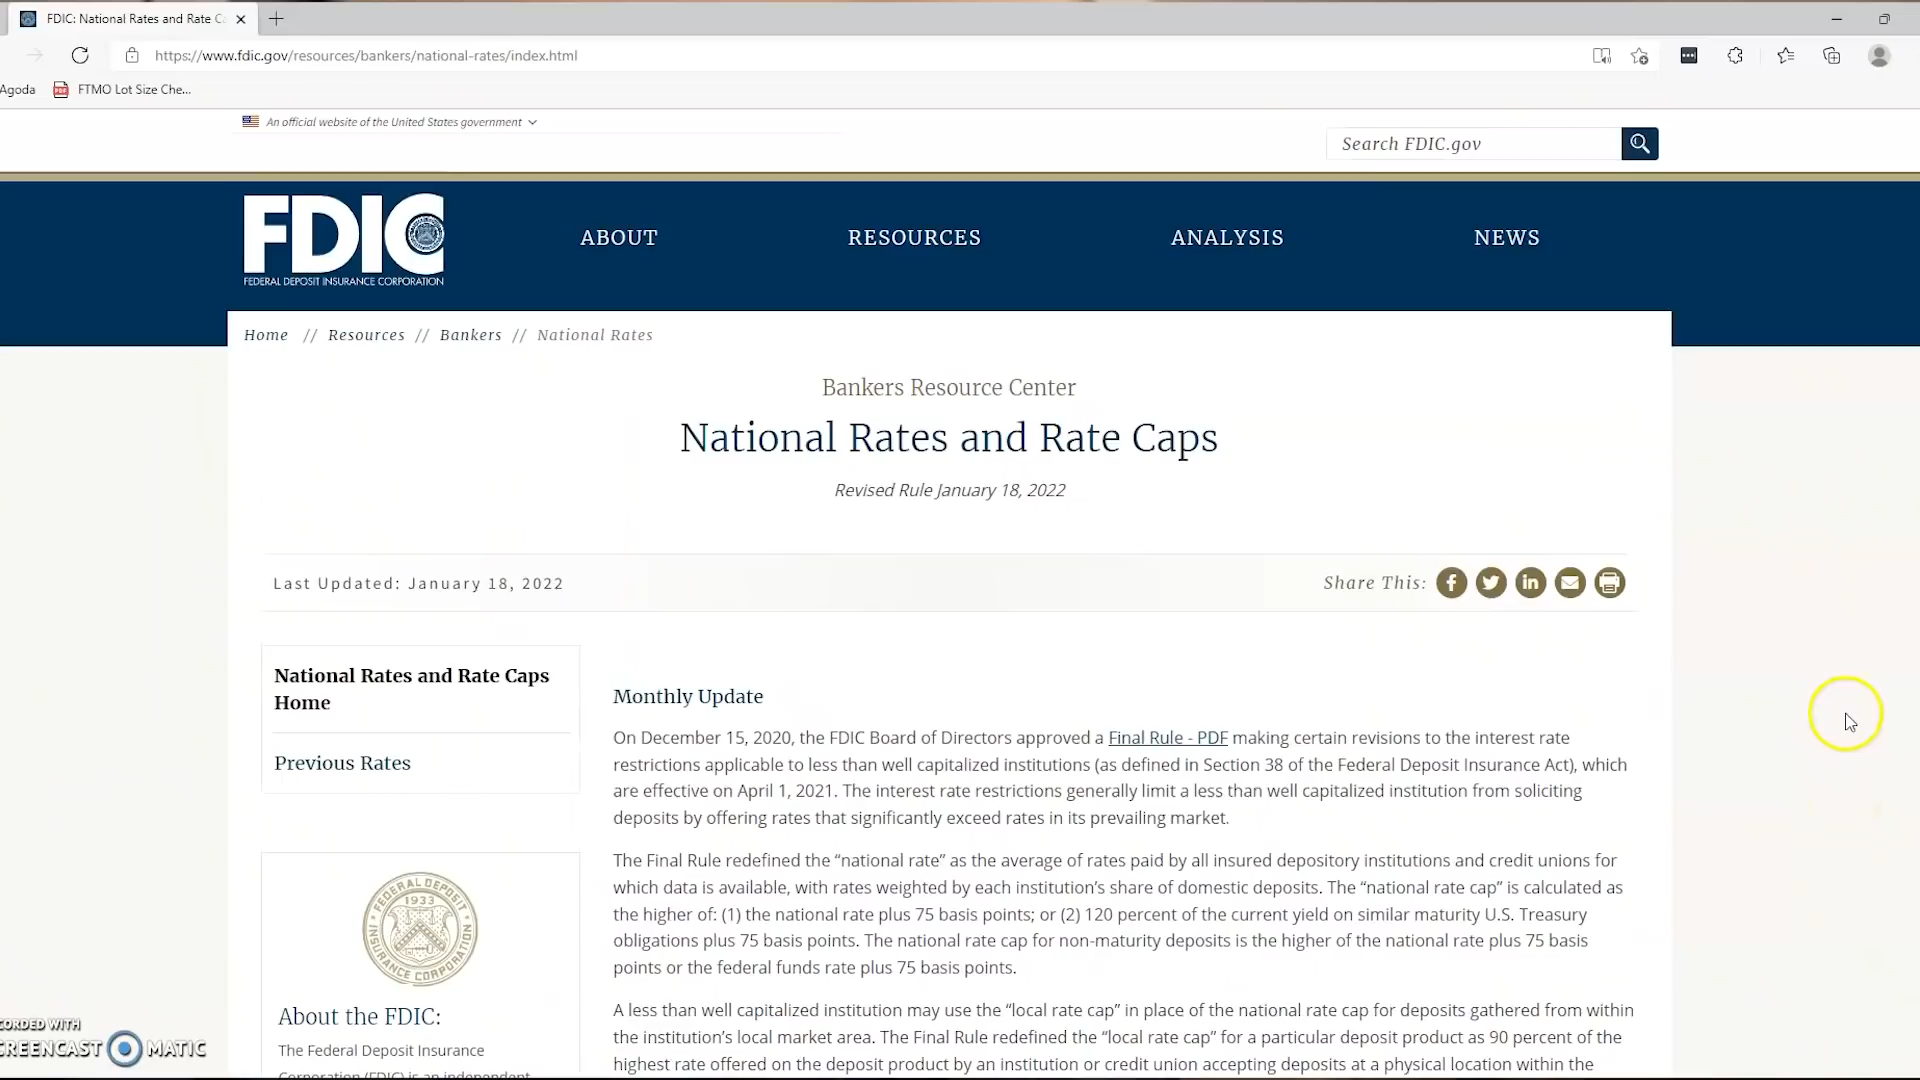 FDIC: National Rates and Rate C
https://www.fdic.gov/resources/bankers/national-rates/index.html
Agoda
PDF
FTMO Lot Size Che...
An official website of the United States government
Search FDIC.gov
FDIC
FEDERAL DEPOSIT INSURANCE CORPORATION
ABOUT
RESOURCES
ANALYSIS
NEWS
Home // Resources // Bankers // National Rates
Bankers Resource Center
National Rates and Rate Caps
Revised Rule January 18, 2022
Last Updated: January 18, 2022
Share This:
National Rates and Rate Caps
Home
Previous Rates
FEDERAL DEPOSIT INSURANCE CORPORATION
1933
About the FDIC:
The Federal Deposit Insurance
Corporation (FDIC) is an independent
Monthly Update
On December 15, 2020, the FDIC Board of Directors approved a Final Rule - PDF making certain revisions to the interest rate
restrictions applicable to less than well capitalized institutions (as defined in Section 38 of the Federal Deposit Insurance Act), which
are effective on April 1, 2021. The interest rate restrictions generally limit a less than well capitalized institution from soliciting
deposits by offering rates that significantly exceed rates in its prevailing market.
The Final Rule redefined the “national rate” as the average of rates paid by all insured depository institutions and credit unions for
which data is available, with rates weighted by each institution’s share of domestic deposits. The “national rate cap” is calculated as
the higher of: (1) the national rate plus 75 basis points; or (2) 120 percent of the current yield on similar maturity U.S. Treasury
obligations plus 75 basis points. The national rate cap for non-maturity deposits is the higher of the national rate plus 75 basis
points or the federal funds rate plus 75 basis points.
A less than well capitalized institution may use the “local rate cap” in place of the national rate cap for deposits gathered from within
the institution’s local market area. The Final Rule redefined the “local rate cap” for a particular deposit product as 90 percent of the
highest rate offered on the deposit product by an institution or credit union accepting deposits at a physical location within the
CORDED WITH
CREENCAST MATIC